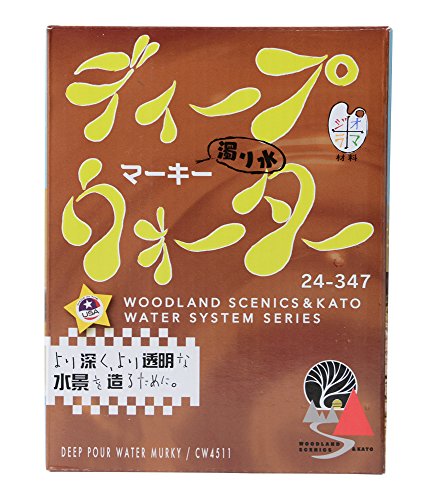 ディープ
濁り水
ジオ
ラマ
材料
マーキー
ウォーター
24-347
USA
WOODLAND SCENICS & KATO
WATER SYSTEM SERIES
より深く、より透明な
水景を造るために。
WOODLAND
SCENICS & KATO
DEEP POUR WATER MURKY / CW4511